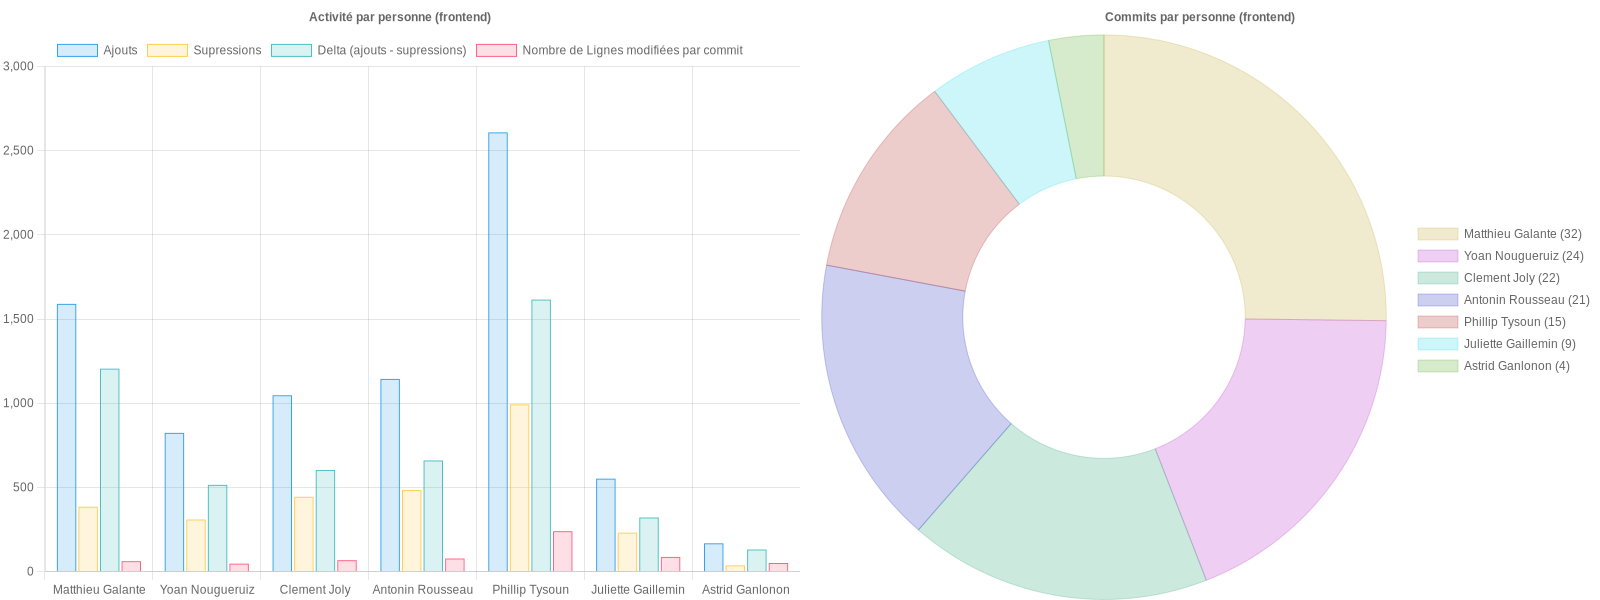 Activité par personne (frontend)
Ajouts Supressions Delta (ajouts - supressions) Nombre de Lignes modifiées par commit
3,000
2,500
2,000
1,500
1,000
500
0
Matthieu Galante Yoan Nougueruiz Clement Joly Antonin Rousseau Phillip Tysoun Juliette Gaillemin Astrid Ganlonon
Commits par personne (frontend)
Matthieu Galante (32)
Yoan Nougueruiz (24)
Clement Joly (22)
Antonin Rousseau (21)
Phillip Tysoun (15)
Juliette Gaillemin (9)
Astrid Ganlonon (4)